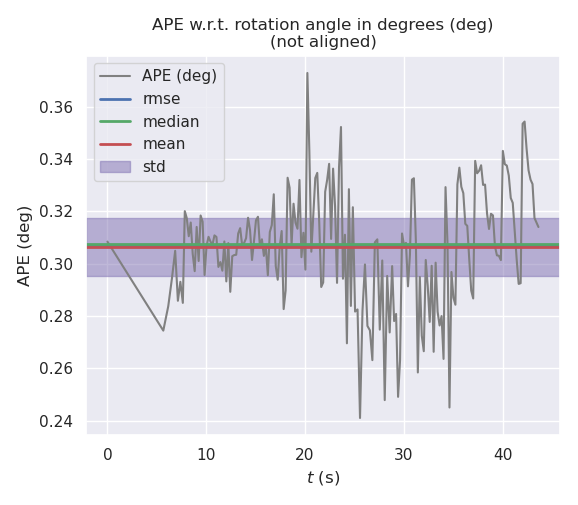 APE w.r.t. rotation angle in degrees (deg)
(not aligned)
APE (deg)
rmse
median
mean
std
0.36
0.34
0.32
0.30
0.28
0.26
0.24
APE (deg)
0
10
20
30
40
t (s)